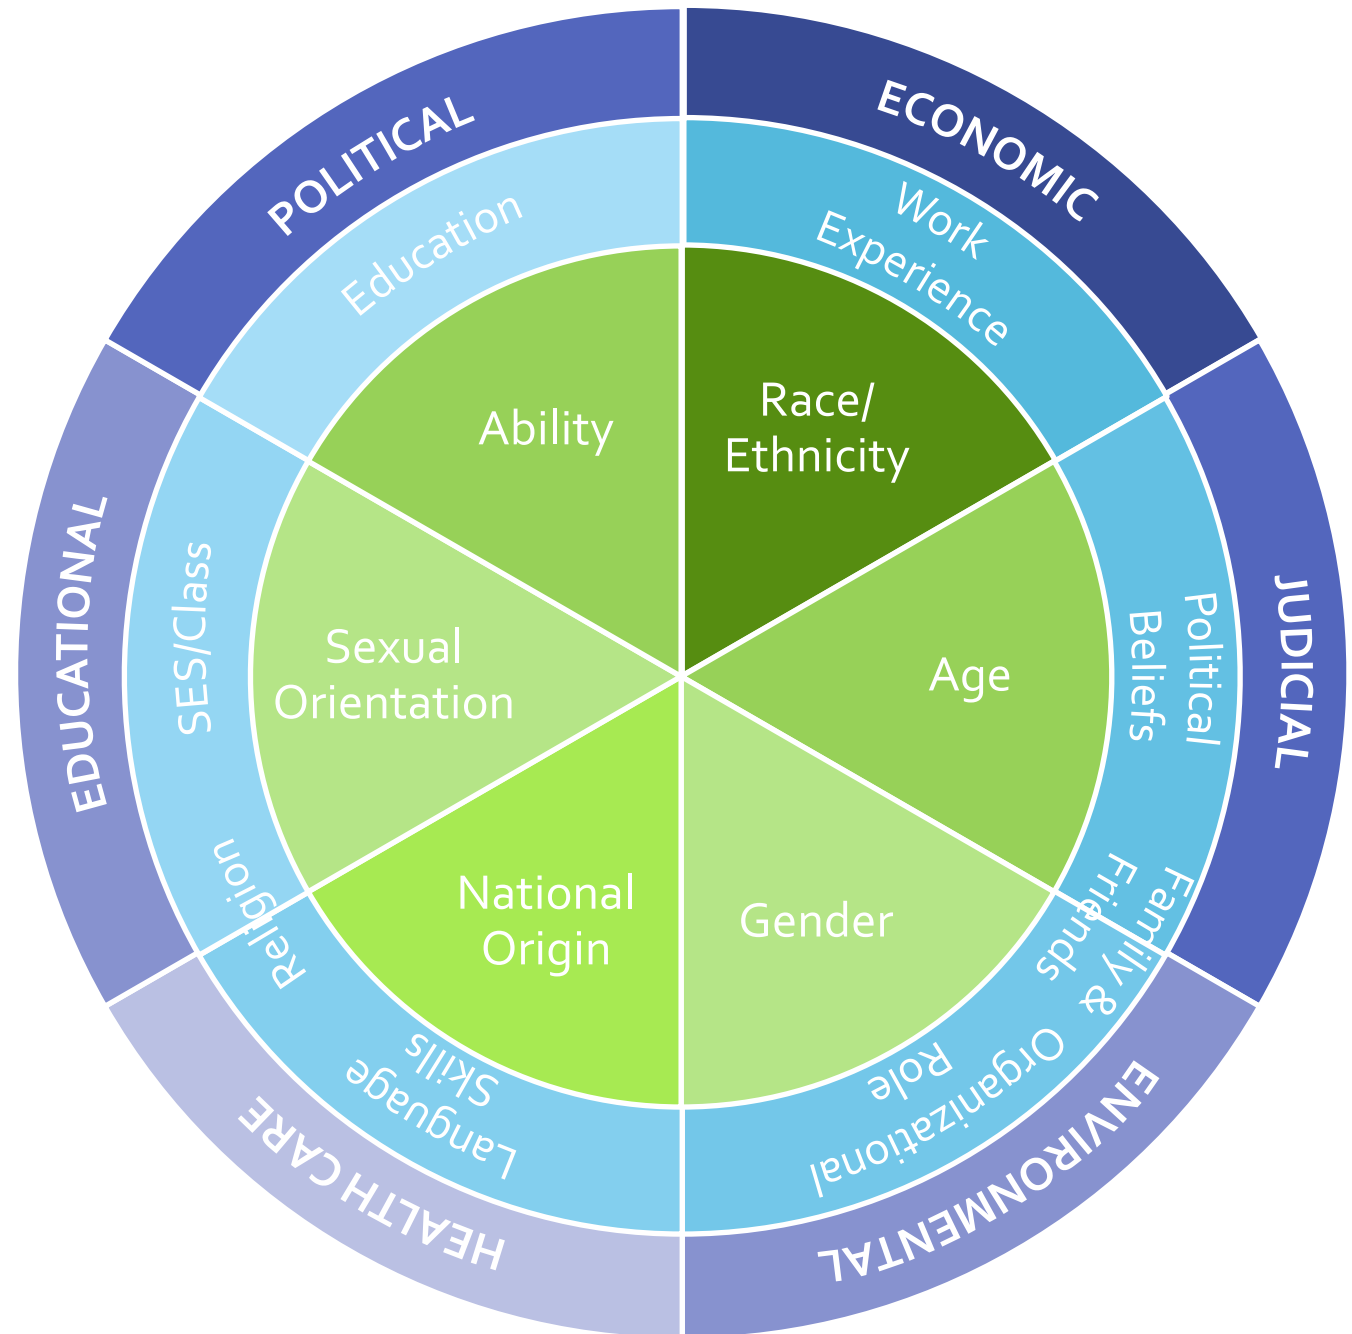 POLITICAL
ECONOMIC
JUDICIAL
ENVIRONMENTAL
HEALTH CARE
EDUCATIONAL
Education
Work
Experience
Political
Beliefs
Family &
Friends
Organizational
Role
Language
Skills
Religion
SES/Class
Ability
Race/
Ethnicity
Age
Gender
National
Origin
Sexual
Orientation